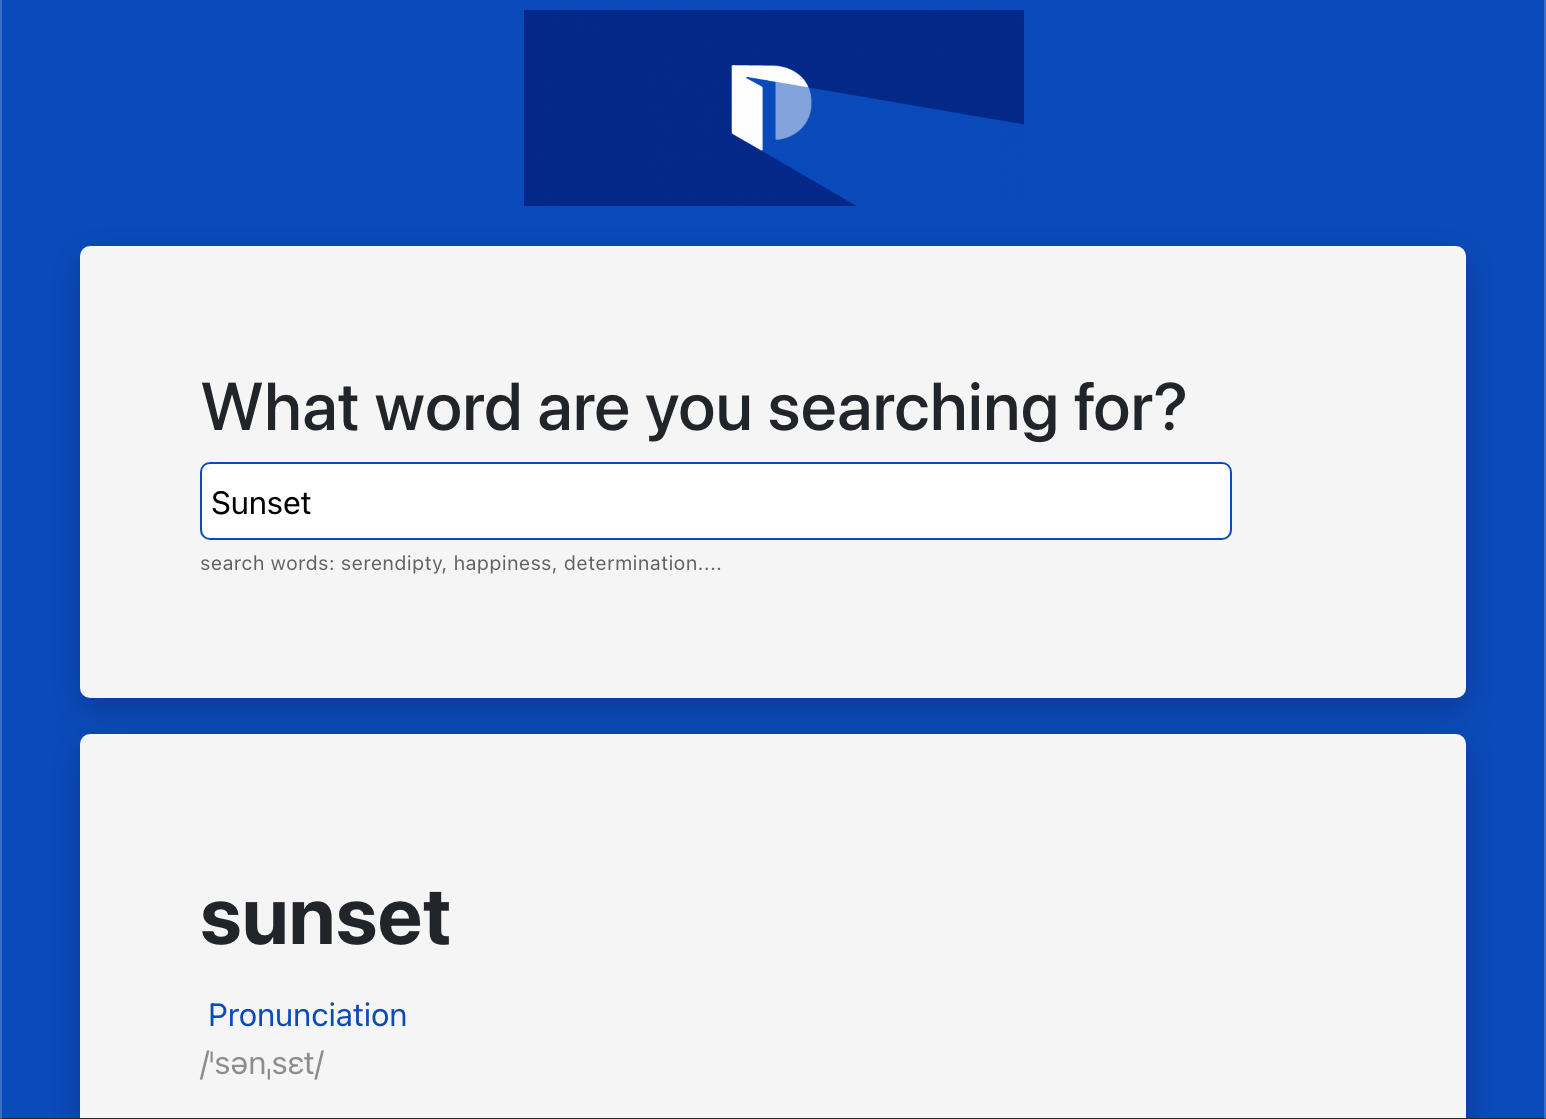 What word are you searching for?
Sunset
search words: serendipty, happiness, determination....
sunset
Pronunciation
/ˈsənˌsɛt/